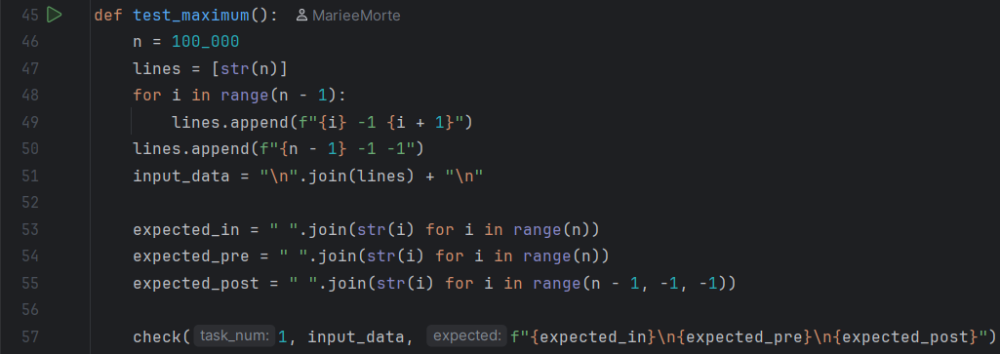 45 def test_maximum(): MarieeMorte
46 n = 100_000
47 lines = [str(n)]
48 for i in range(n - 1):
49 lines.append(f"{i} -1 {i + 1}")
50 lines.append(f"{n - 1} -1 -1")
51 input_data = "\n".join(lines) + "\n"
52
53 expected_in = " ".join(str(i) for i in range(n))
54 expected_pre = " ".join(str(i) for i in range(n))
55 expected_post = " ".join(str(i) for i in range(n - 1, -1, -1))
56
57 check( task_num: 1, input_data, expected: f"{expected_in}\n{expected_pre}\n{expected_post}")